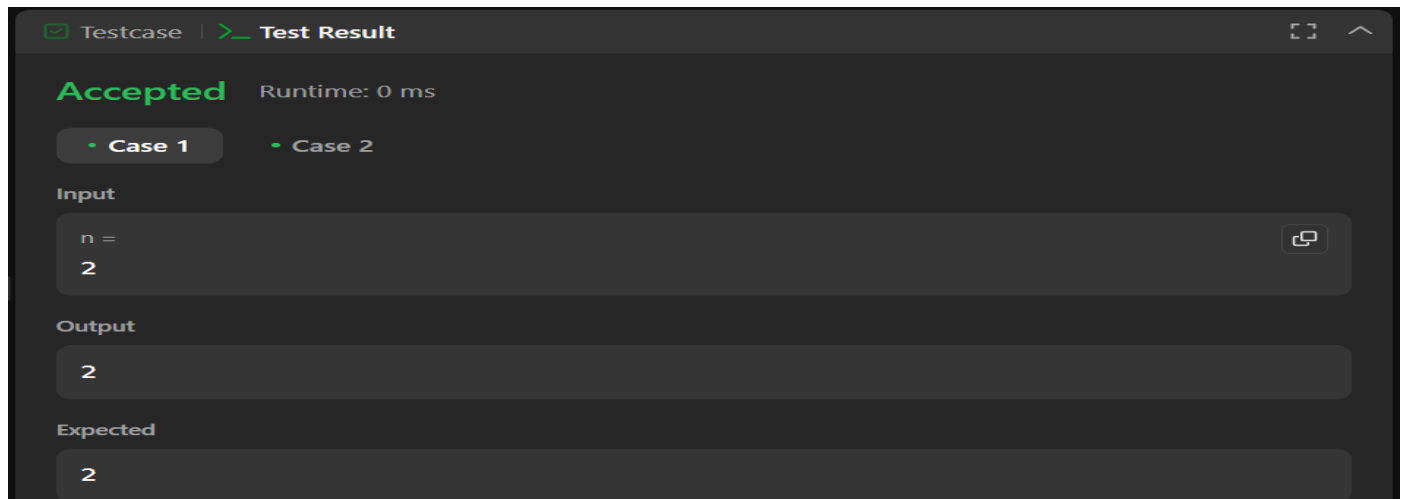 Testcase | >_ Test Result
Accepted Runtime: 0 ms
• Case 1 • Case 2
Input
n =
2
Output
2
Expected
2